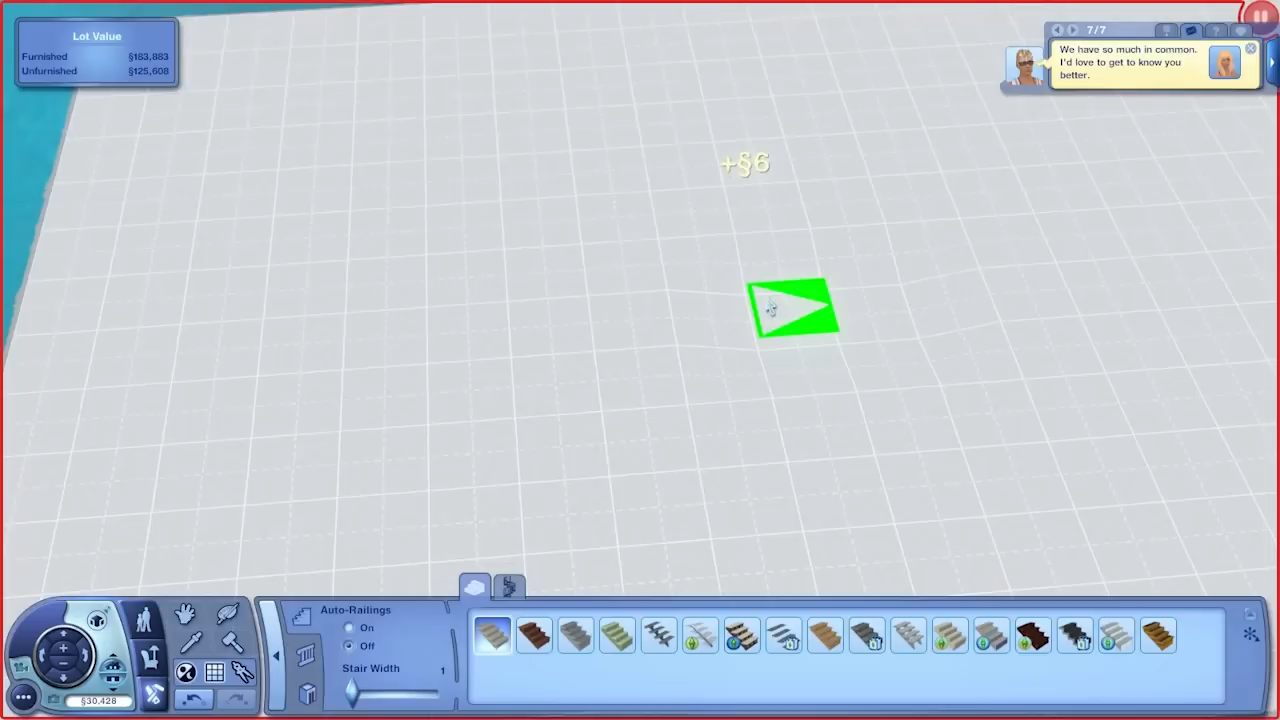 Lot Value
Furnished §183,883
Unfurnished §125,608
7/7
We have so much in common.
I'd love to get to know you
better.
+§6
Auto-Railings
On
Off
Stair Width 1
§30,428